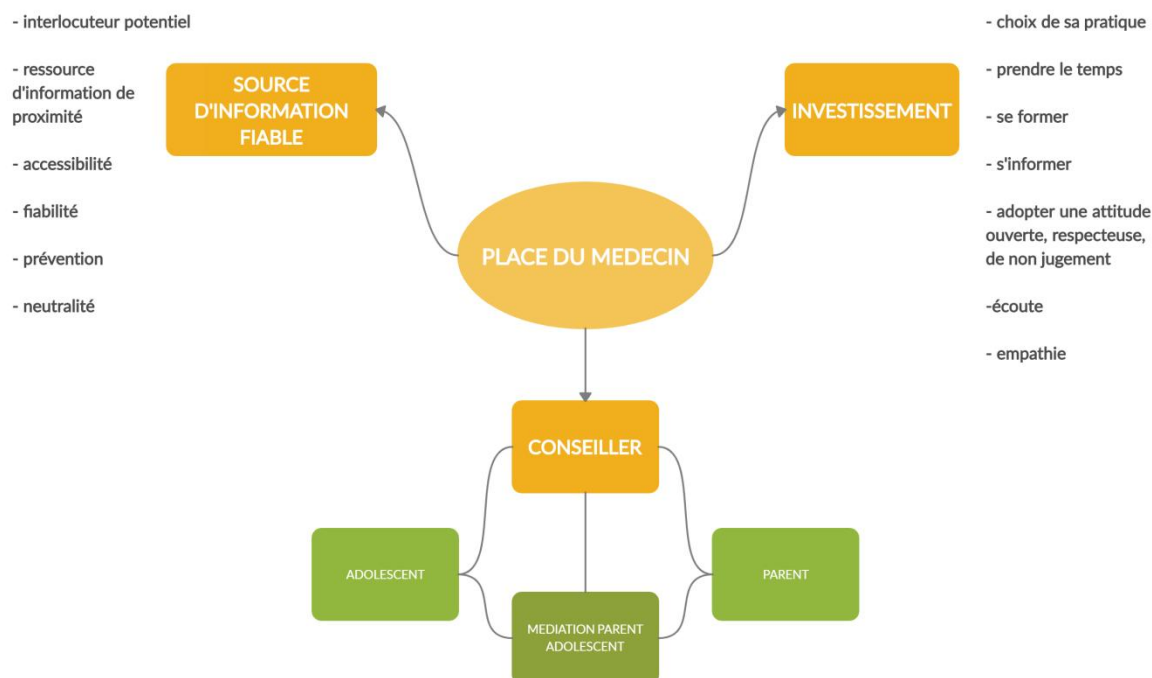 - interlocuteur potentiel
- ressource
d'information de
proximité
- accessibilité
- fiabilité
- prévention
- neutralité
SOURCE
D'INFORMATION
FIABLE
INVESTISSEMENT
- choix de sa pratique
- prendre le temps
- se former
- s'informer
- adopter une attitude
ouverte, respecteuse,
de non jugement
-écoute
- empathie
PLACE DU MEDECIN
CONSEILLER
ADOLESCENT
PARENT
MEDIATION PARENT
ADOLESCENT